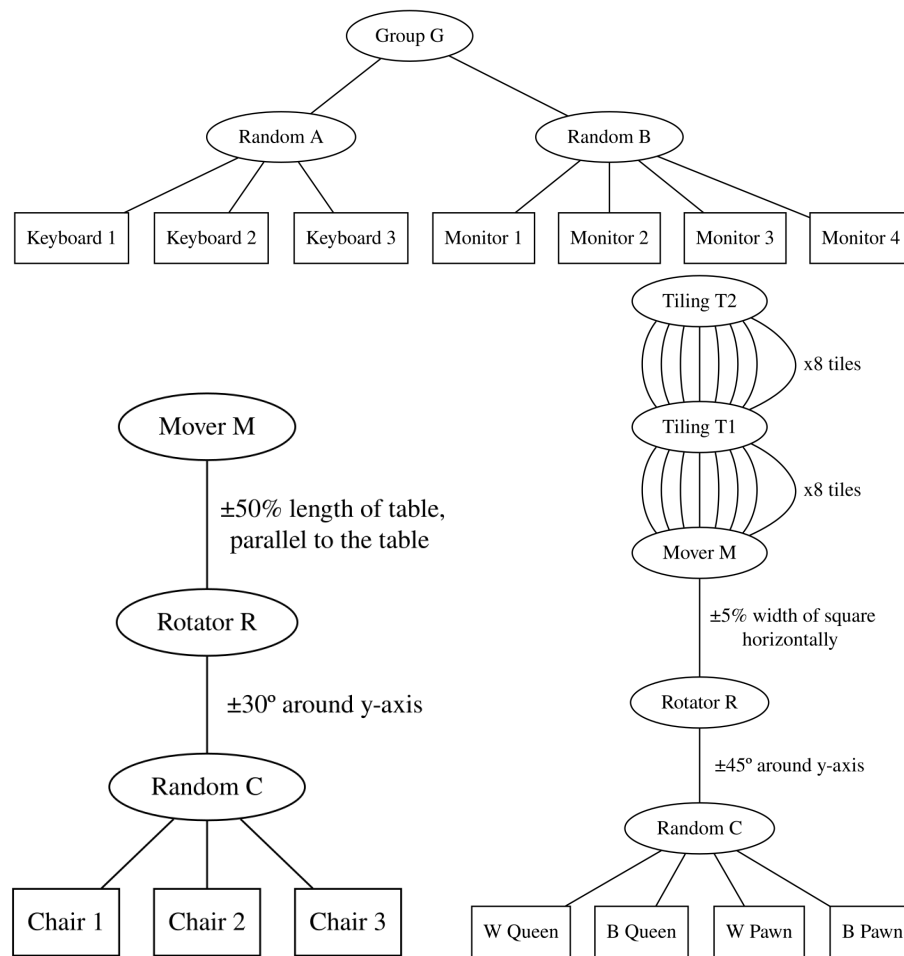 Group G
Random A
Random B
Keyboard 1
Keyboard 2
Keyboard 3
Monitor 1
Monitor 2
Monitor 3
Monitor 4
Mover M
±50% length of table,
parallel to the table
Rotator R
±30º around y-axis
Random C
Chair 1
Chair 2
Chair 3
Tiling T2
x8 tiles
Tiling T1
x8 tiles
Mover M
±5% width of square
horizontally
Rotator R
±45º around y-axis
Random C
W Queen
B Queen
W Pawn
B Pawn